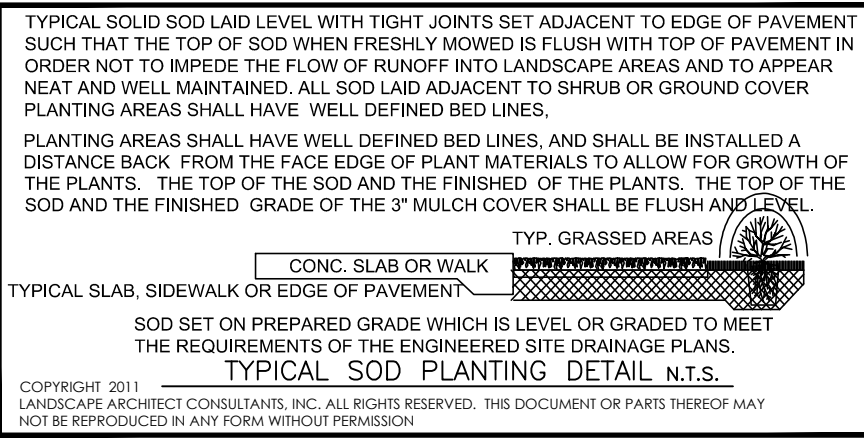 TYPICAL SOLID SOD LAID LEVEL WITH TIGHT JOINTS SET ADJACENT TO EDGE OF PAVEMENT
SUCH THAT THE TOP OF SOD WHEN FRESHLY MOWED IS FLUSH WITH TOP OF PAVEMENT IN
ORDER NOT TO IMPEDE THE FLOW OF RUNOFF INTO LANDSCAPE AREAS AND TO APPEAR
NEAT AND WELL MAINTAINED. ALL SOD LAID ADJACENT TO SHRUB OR GROUND COVER
PLANTING AREAS SHALL HAVE WELL DEFINED BED LINES,
PLANTING AREAS SHALL HAVE WELL DEFINED BED LINES, AND SHALL BE INSTALLED A
DISTANCE BACK FROM THE FACE EDGE OF PLANT MATERIALS TO ALLOW FOR GROWTH OF
THE PLANTS. THE TOP OF THE SOD AND THE FINISHED OF THE PLANTS. THE TOP OF THE
SOD AND THE FINISHED GRADE OF THE 3" MULCH COVER SHALL BE FLUSH AND LEVEL.
TYP. GRASSED AREAS
CONC. SLAB OR WALK
TYPICAL SLAB, SIDEWALK OR EDGE OF PAVEMENT
SOD SET ON PREPARED GRADE WHICH IS LEVEL OR GRADED TO MEET
THE REQUIREMENTS OF THE ENGINEERED SITE DRAINAGE PLANS.
TYPICAL SOD PLANTING DETAIL N.T.S.
COPYRIGHT 2011
LANDSCAPE ARCHITECT CONSULTANTS, INC. ALL RIGHTS RESERVED. THIS DOCUMENT OR PARTS THEREOF MAY
NOT BE REPRODUCED IN ANY FORM WITHOUT PERMISSION